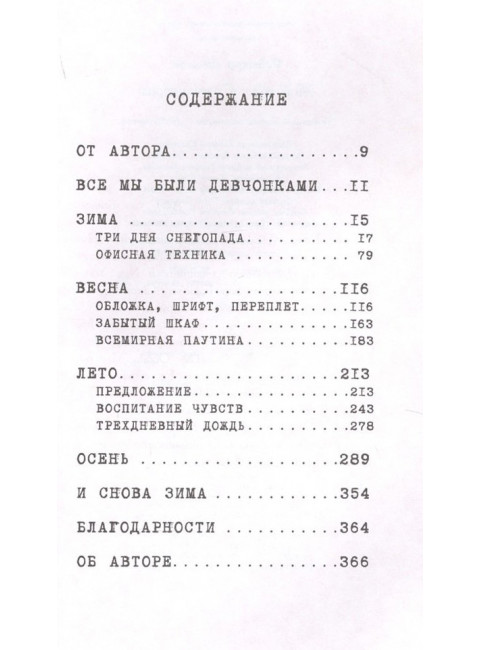 СОДЕРЖАНИЕ
ОТ АВТОРА..................9
ВСЕ МЫ БЫЛИ ДЕВЧОНКАМИ...II
ЗИМА .....................I5
ТРИ ДНЯ СНЕГОПАДА..........I7
ОФИСНАЯ ТЕХНИКА ...........79
ВЕСНА ...................II6
ОБЛОЖКА, ШРИФТ, ПЕРЕПЛЕТ....II6
ЗАБЫТЫЙ ШКАФ..............I63
ВСЕМИРНАЯ ПАУТИНА..........I83
ЛЕТО.....................2I3
ПРЕДЛОЖЕНИЕ...............2I3
ВОСПИТАНИЕ ЧУВСТВ..........243
ТРЕХДНЕВНЫЙ ДОЖДЬ..........278
ОСЕНЬ ...................289
И СНОВА ЗИМА ............354
БЛАГОДАРНОСТИ ...........364
ОБ АВТОРЕ................366